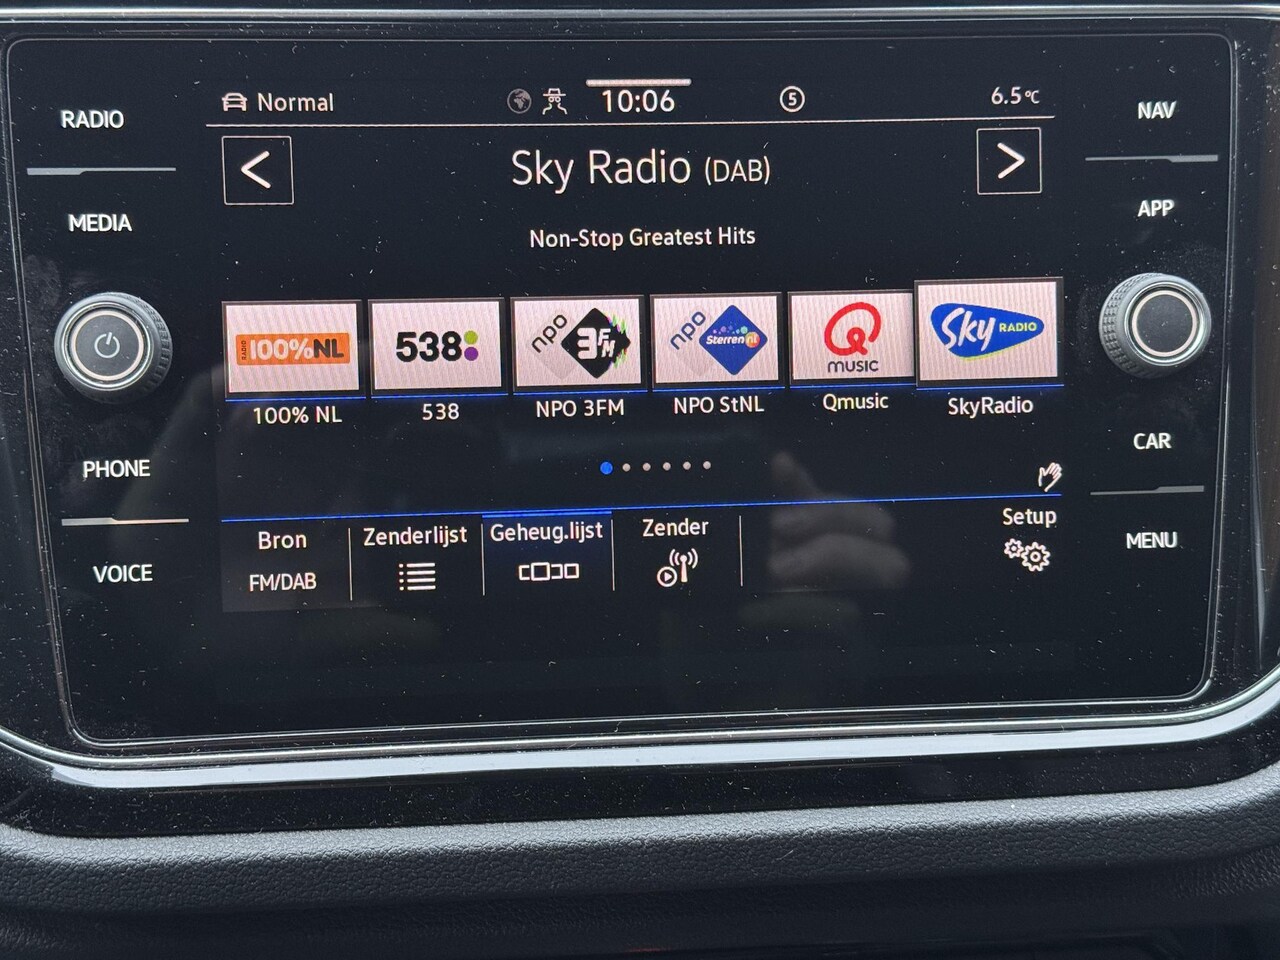 RADIO
MEDIA
PHONE
VOICE
Normal
10:06
5
6.5°C
<
Sky Radio (DAB)
>
Non-Stop Greatest Hits
RADIO 100%NL
538
npo 3FM
npo Sterren nl
Q MUSIC
Sky RADIO
100% NL
538
NPO 3FM
NPO StNL
Qmusic
SkyRadio
Bron
FM/DAB
Zenderlijst
Geheug.lijst
Zender
Setup
NAV
APP
CAR
MENU